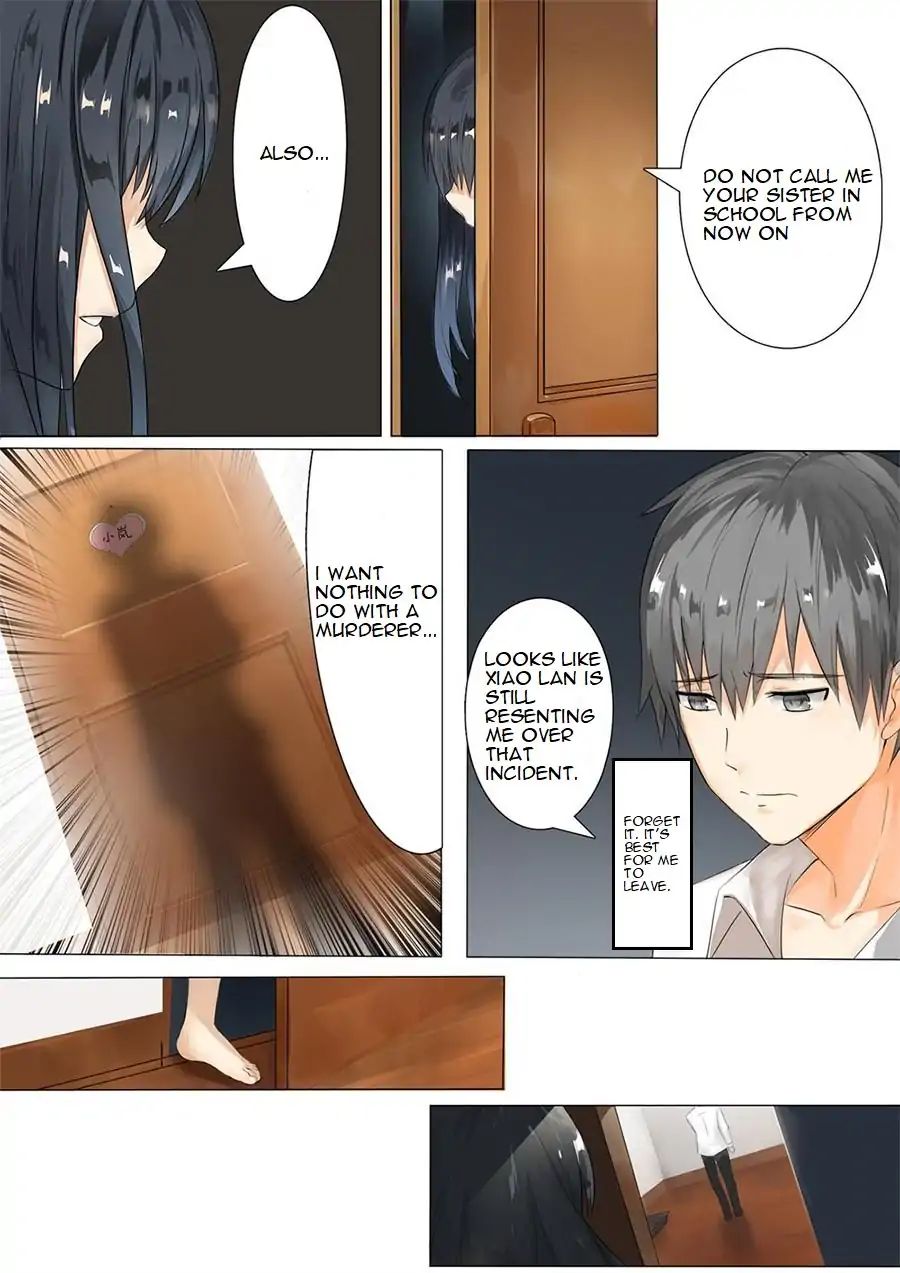 ALSO...
DO NOT CALL ME
YOUR SISTER IN
SCHOOL FROM
NOW ON
小岚
I WANT
NOTHING TO
DO WITH A
MURDERER...
LOOKS LIKE
XIAO LAN IS
STILL
RESENTING
ME OVER
THAT
INCIDENT.
FORGET
IT. IT'S
BEST
FOR ME
TO
LEAVE.